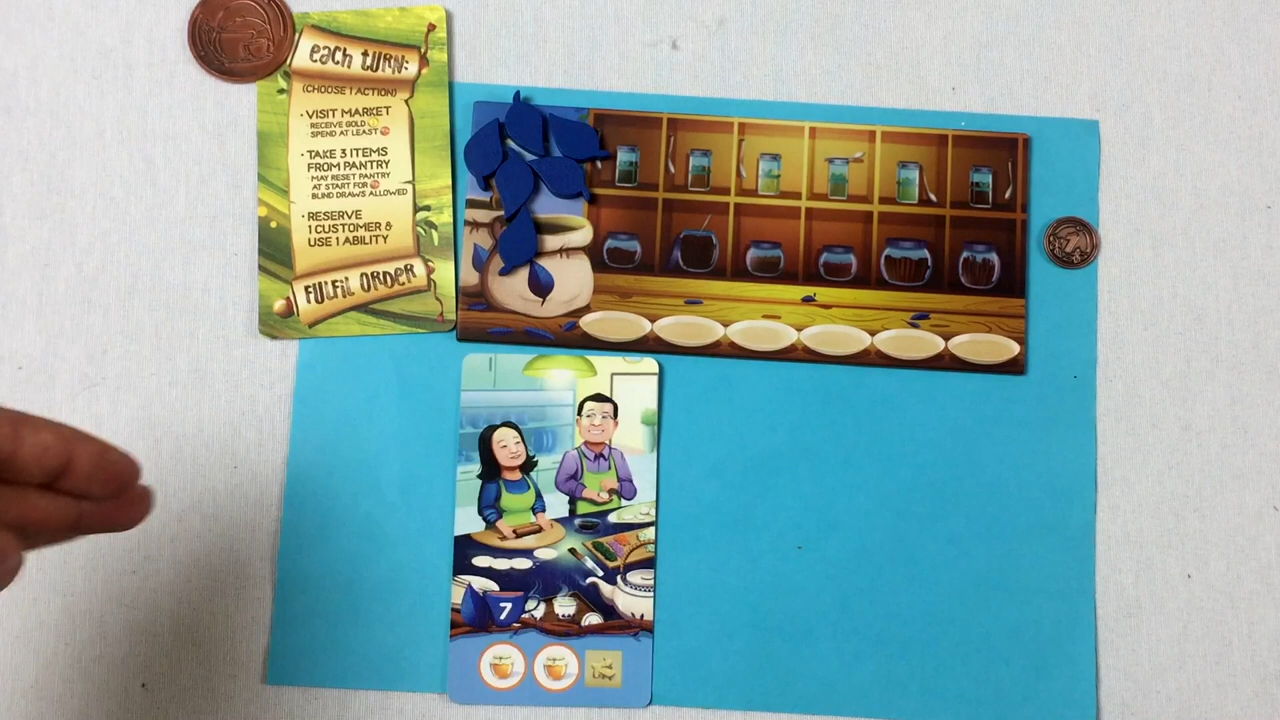 each turn:
(CHOOSE 1 ACTION)
· VISIT MARKET
· RECEIVE GOLD
· SPEND AT LEAST
· TAKE 3 ITEMS
FROM PANTRY
· MAY RESET PANTRY
AT START FOR
· BLIND DRAWS ALLOWED
· RESERVE
1 CUSTOMER &
USE 1 ABILITY
FULFIL ORDER
7